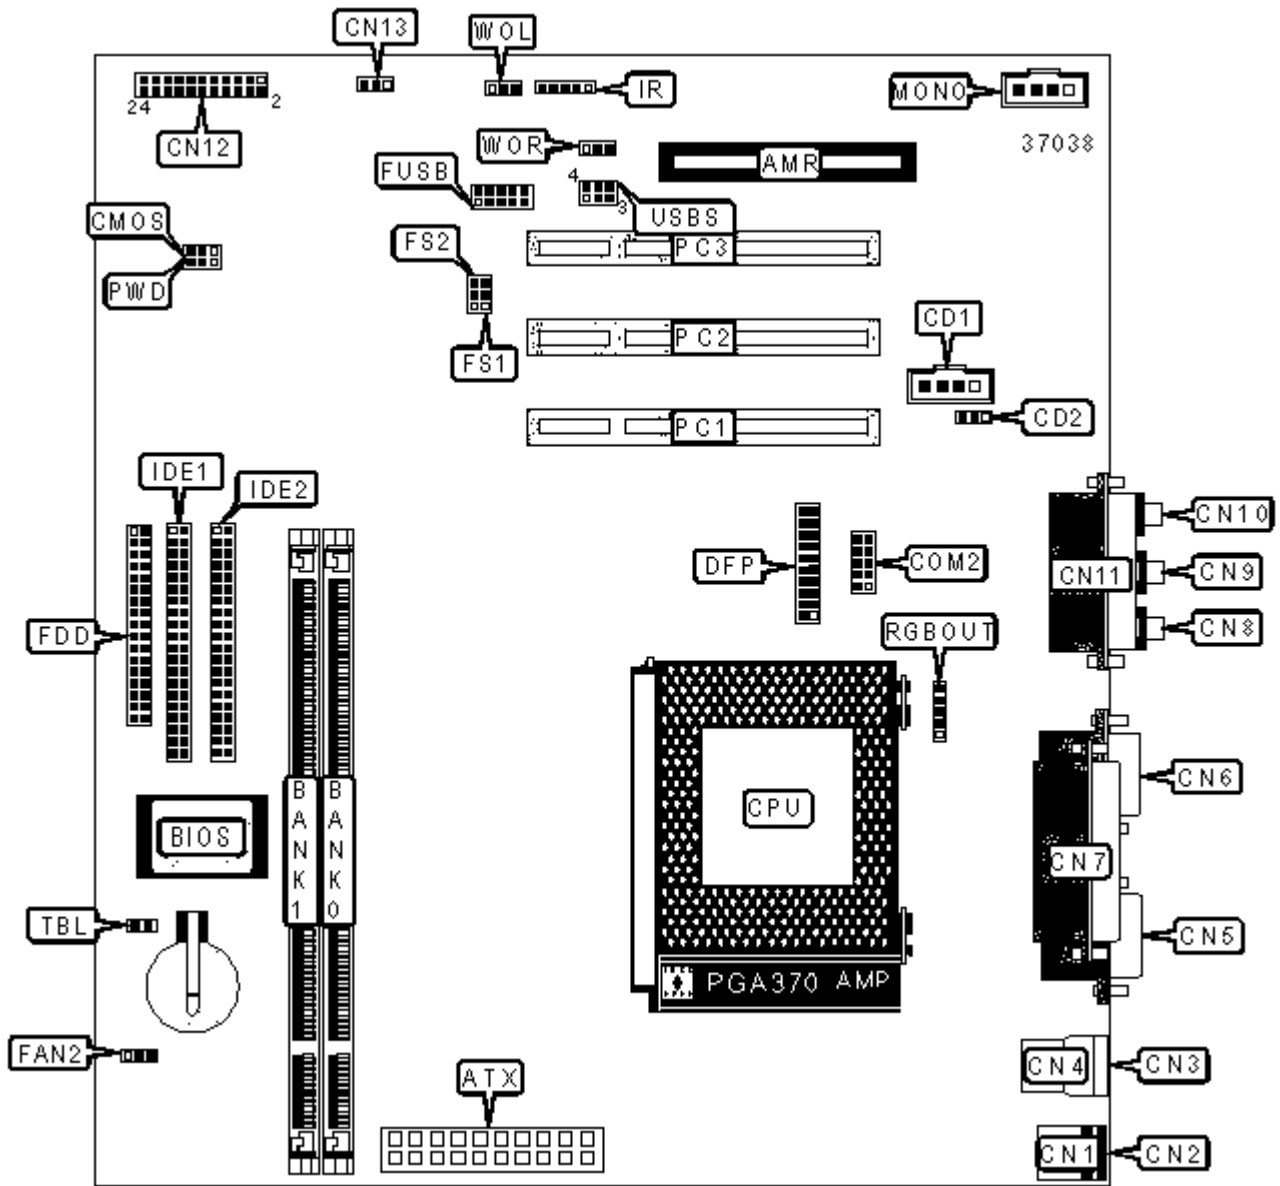 CN13
WOL
IR
MONO
24
2
CN12
37038
WOR
AMR
FUSB
4
3
USBS
CMOS
FS2
PC3
PWD
CD1
PC2
FS1
CD2
PC1
IDE1
IDE2
CN10
DFP
COM2
CN11
CN9
FDD
RGBOUT
CN8
CN6
BANK1
BANK0
CPU
BIOS
CN7
TBL
CN5
PGA370 AMP
FAN2
CN4
CN3
ATX
CN1
CN2